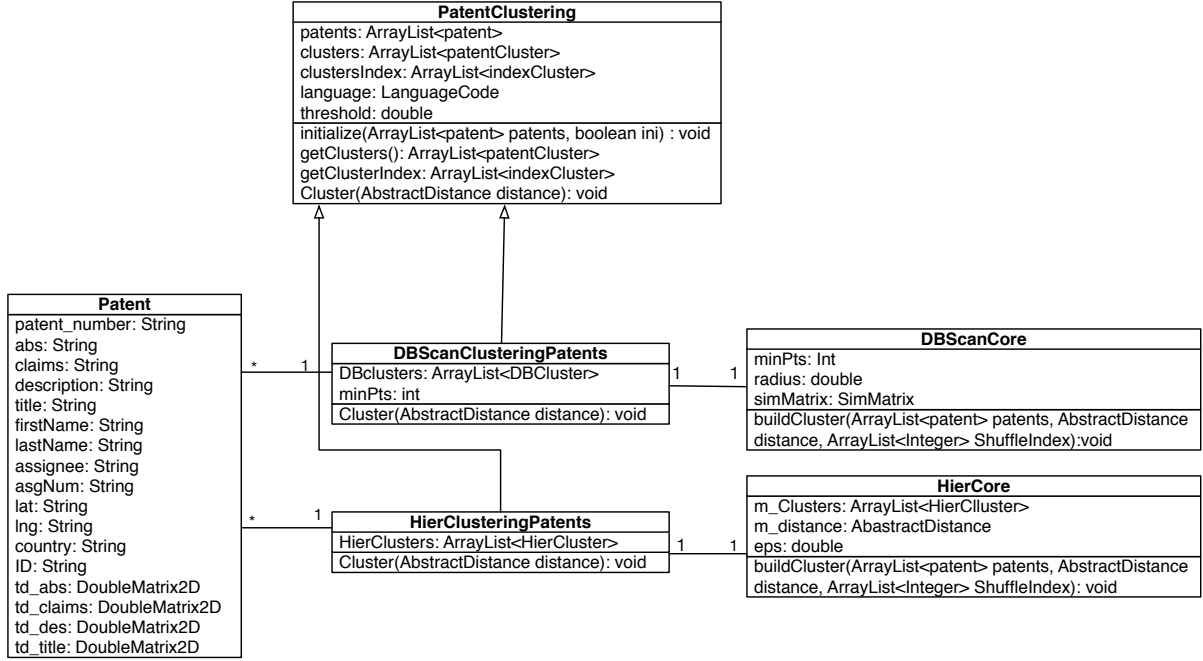 PatentClustering
patents: ArrayList<patent>
clusters: ArrayList<patentCluster>
clustersIndex: ArrayList<indexCluster>
language: LanguageCode
threshold: double
initialize(ArrayList<patent> patents, boolean ini) : void
getClusters(): ArrayList<patentCluster>
getClusterIndex: ArrayList<indexCluster>
Cluster(AbstractDistance distance): void
Patent
patent_number: String
abs: String
claims: String
description: String
title: String
firstName: String
lastName: String
assignee: String
asgNum: String
lat: String
lng: String
country: String
ID: String
td_abs: DoubleMatrix2D
td_claims: DoubleMatrix2D
td_des: DoubleMatrix2D
td_title: DoubleMatrix2D
* 1
DBScanClusteringPatents
DBclusters: ArrayList<DBCluster>
minPts: int
Cluster(AbstractDistance distance): void
1 1
DBScanCore
minPts: Int
radius: double
simMatrix: SimMatrix
buildCluster(ArrayList<patent> patents, AbstractDistance
distance, ArrayList<Integer> ShuffleIndex):void
* 1
HierClusteringPatents
HierClusters: ArrayList<HierCluster>
Cluster(AbstractDistance distance): void
1 1
HierCore
m_Clusters: ArrayList<HierClluster>
m_distance: AbastractDistance
eps: double
buildCluster(ArrayList<patent> patents, AbstractDistance
distance, ArrayList<Integer> ShuffleIndex): void